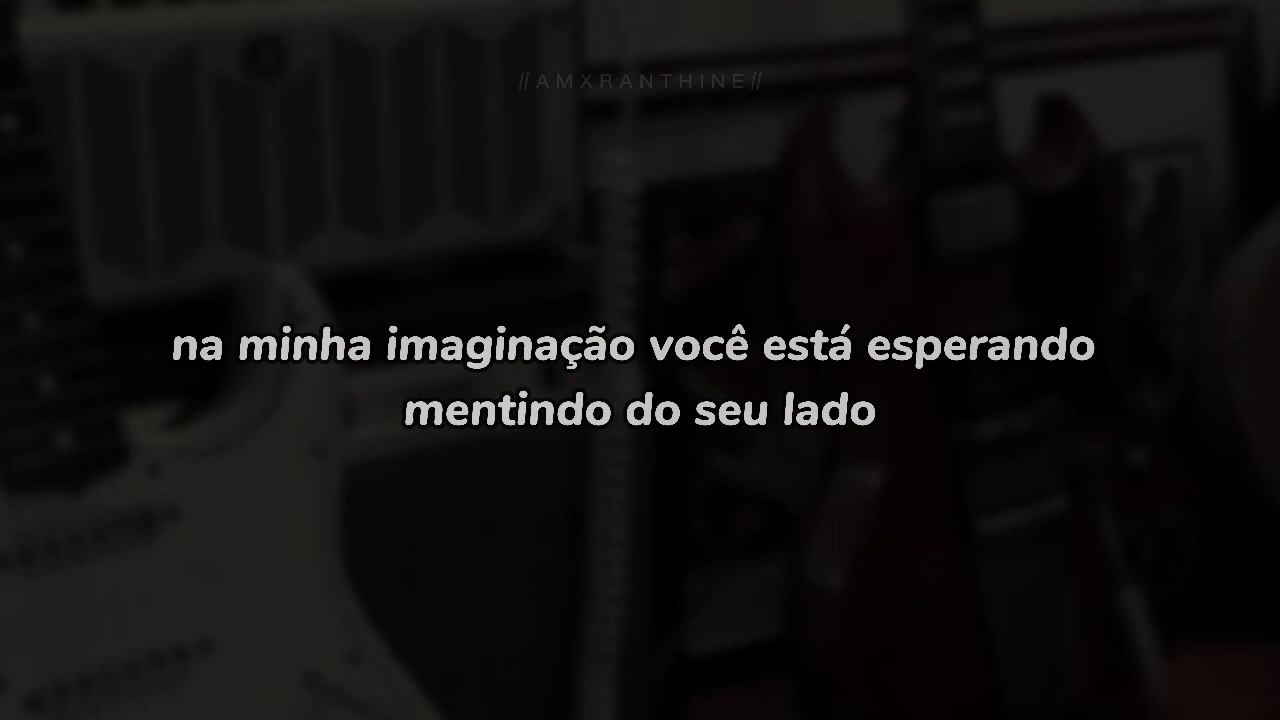 //AMXRANTHINE//
na minha imaginação você está esperando
mentindo do seu lado